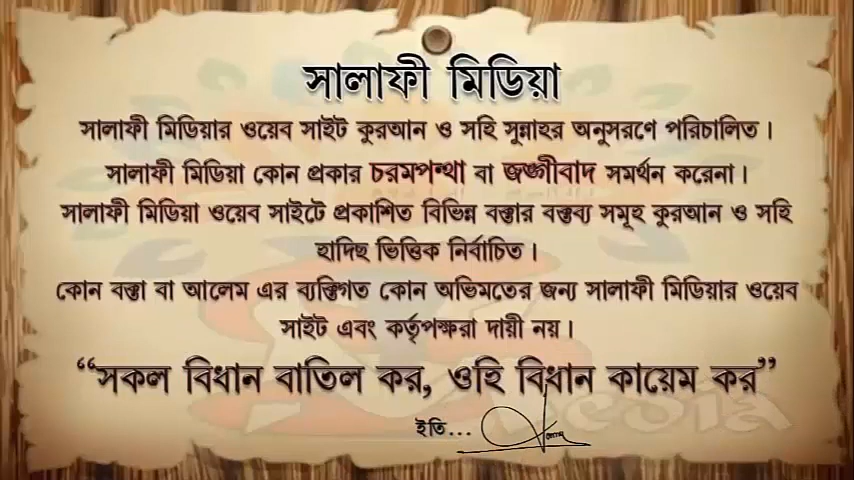 সালাফী মিডিয়া
সালাফী মিডিয়ার ওয়েব সাইট কুরআন ও সহি সুন্নাহর অনুসরণে পরিচালিত।
সালাফী মিডিয়া কোন প্রকার চরমপন্থা বা জঙ্গীবাদ সমর্থন করেনা।
সালাফী মিডিয়া ওয়েব সাইটে প্রকাশিত বিভিন্ন বক্তার বক্তব্য সমূহ কুরআন ও সহি
হাদিছ ভিত্তিক নির্বাচিত।
কোন বক্তা বা আলেম এর ব্যক্তিগত কোন অভিমতের জন্য সালাফী মিডিয়ার ওয়েব
সাইট এবং কর্তৃপক্ষরা দায়ী নয়।
“সকল বিধান বাতিল কর, ওহি বিধান কায়েম কর”
ইতি...